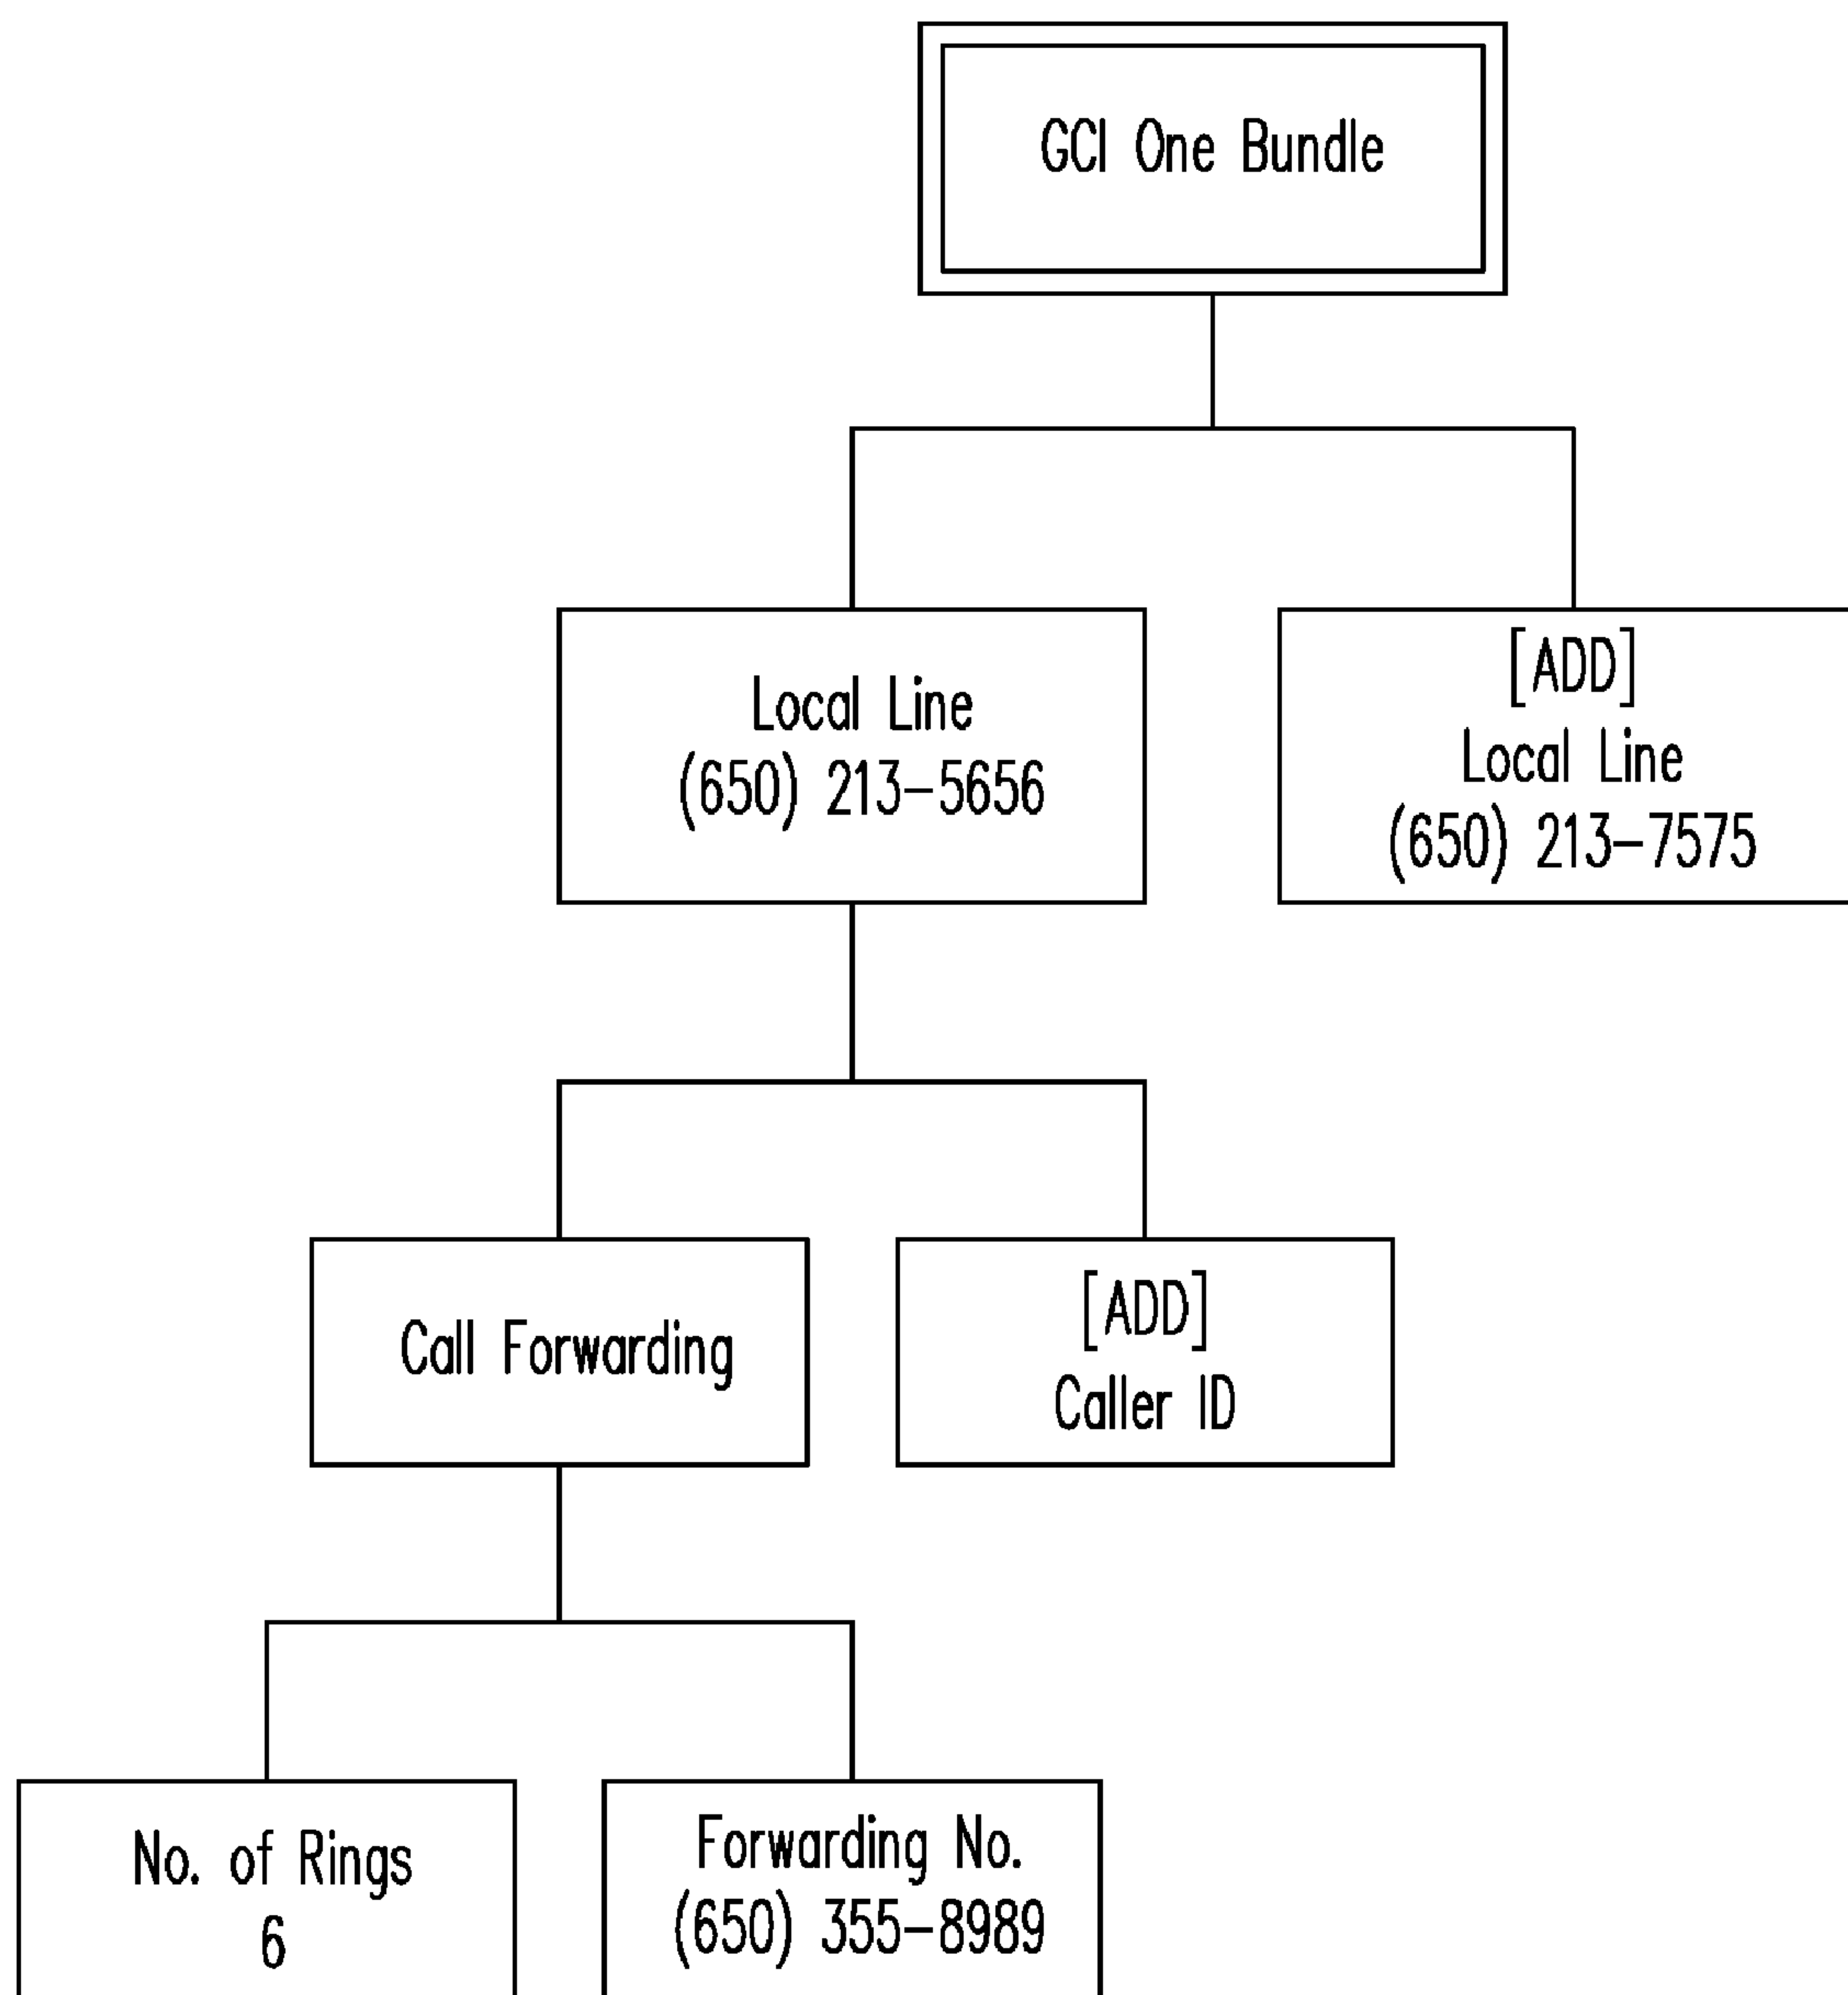 GCI One Bundle
Local Line
(650) 213–5656
[ADD]
Local Line
(650) 213–7575
Call Forwarding
[ADD]
Caller ID
No. of Rings
6
Forwarding No.
(650) 355–8989